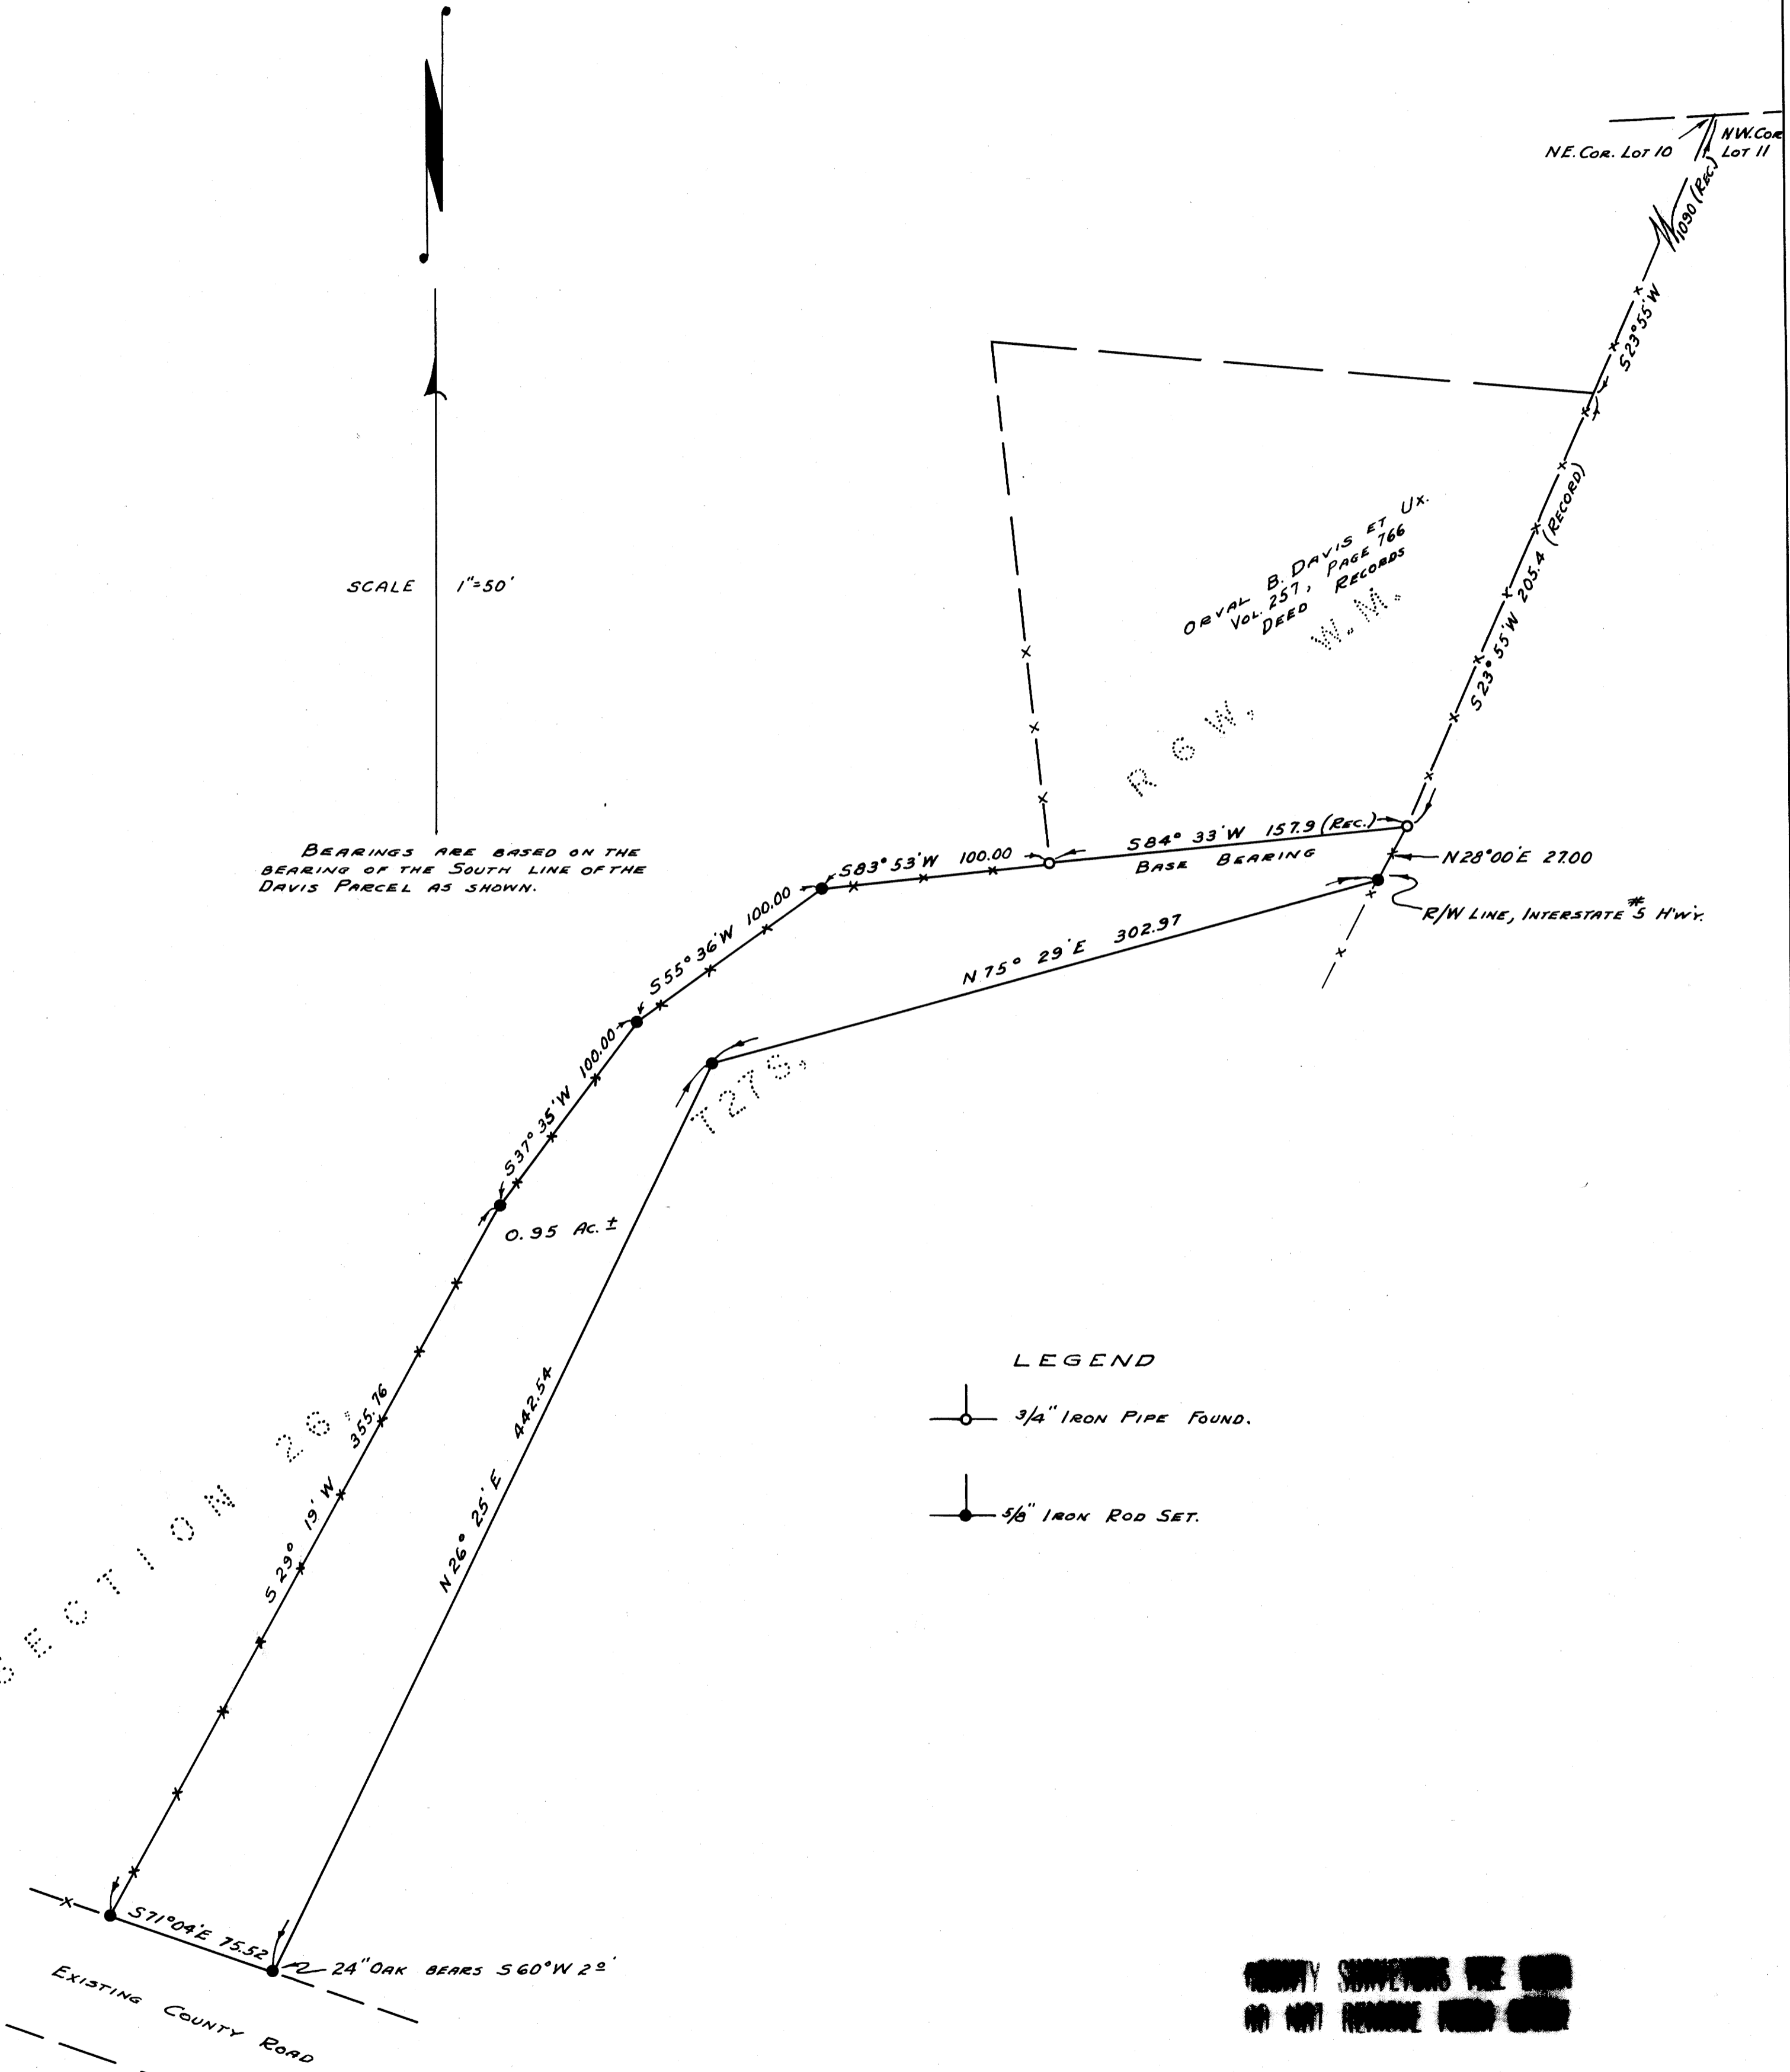 NE. COR. LOT 10
NW. COR
LOT 11
1090 (REC.)
S23°55'W
S23°55'W 205.4 (RECORD)
ORVAL B. DAVIS ET UX.
VOL. 257, PAGE 766
DEED RECORDS
W.M.
R 6 W,
SCALE 1"=50'
BEARINGS ARE BASED ON THE
BEARING OF THE SOUTH LINE OF THE
DAVIS PARCEL AS SHOWN.
S84° 33'W 157.9 (REC.)
BASE BEARING
S83° 53'W 100.00
N28°00'E 27.00
R/W LINE, INTERSTATE #5 H'W'Y.
S55° 36'W 100.00
N75° 29'E 302.97
S37° 35'W 100.00
T27S,
0.95 AC. ±
LEGEND
3/4" IRON PIPE FOUND.
5/8" IRON ROD SET.
S 29° 19' W 355.76
N26° 25' E 442.54
SECTION 26,
S71°04'E 75.52
24" OAK BEARS S60°W 2º'
EXISTING COUNTY ROAD